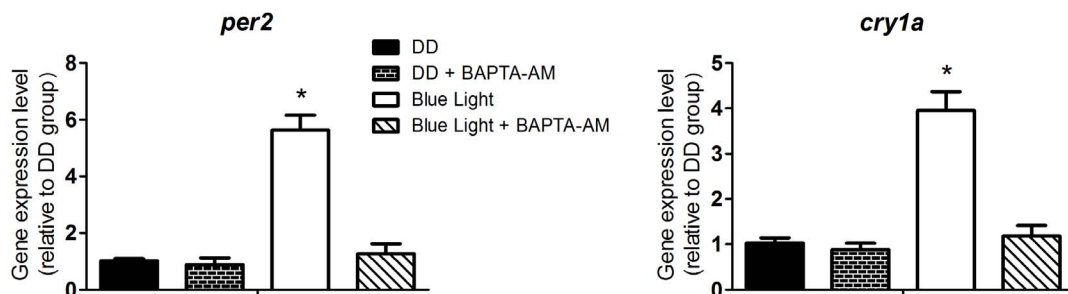 per2
cry1a
DD
DD + BAPTA-AM
Blue Light
Blue Light + BAPTA-AM
Gene expression level
(relative to DD group)
8
6
4
2
0
*
Gene expression level
(relative to DD group)
5
4
3
2
1
0
*